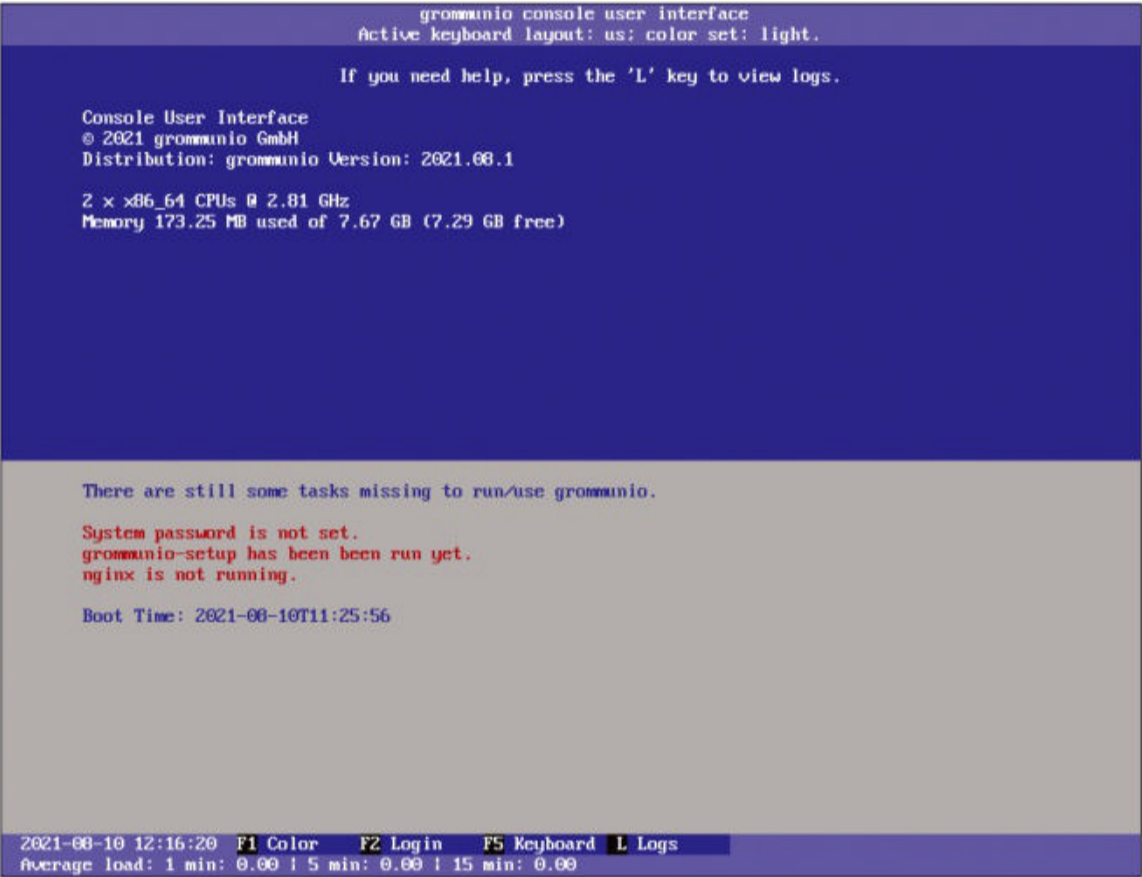 grommunio console user interface
Active keyboard layout: us; color set: light.
If you need help, press the 'L' key to view logs.
Console User Interface
© 2021 grommunio GmbH
Distribution: grommunio Version: 2021.08.1
2 x x86_64 CPUs @ 2.81 GHz
Memory 173.25 MB used of 7.67 GB (7.29 GB free)
There are still some tasks missing to run/use grommunio.
System password is not set.
grommunio-setup has been been run yet.
nginx is not running.
Boot Time: 2021-08-10T11:25:56
2021-08-10 12:16:20 F1 Color F2 Login F5 Keyboard L Logs
Average load: 1 min: 0.00 | 5 min: 0.00 | 15 min: 0.00